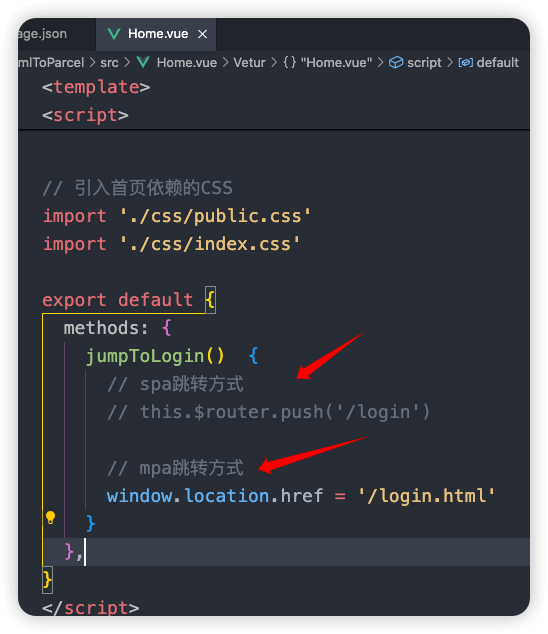 age.json Home.vue ×
mlToParcel > src > Home.vue > Vetur > {} "Home.vue" > script > default
<template>
<script>
// 引入首页依赖的CSS
import './css/public.css'
import './css/index.css'
export default {
methods: {
jumpToLogin() {
// spa跳转方式
// this.$router.push('/login')
// mpa跳转方式
window.location.href = '/login.html'
}
},
}
</script>